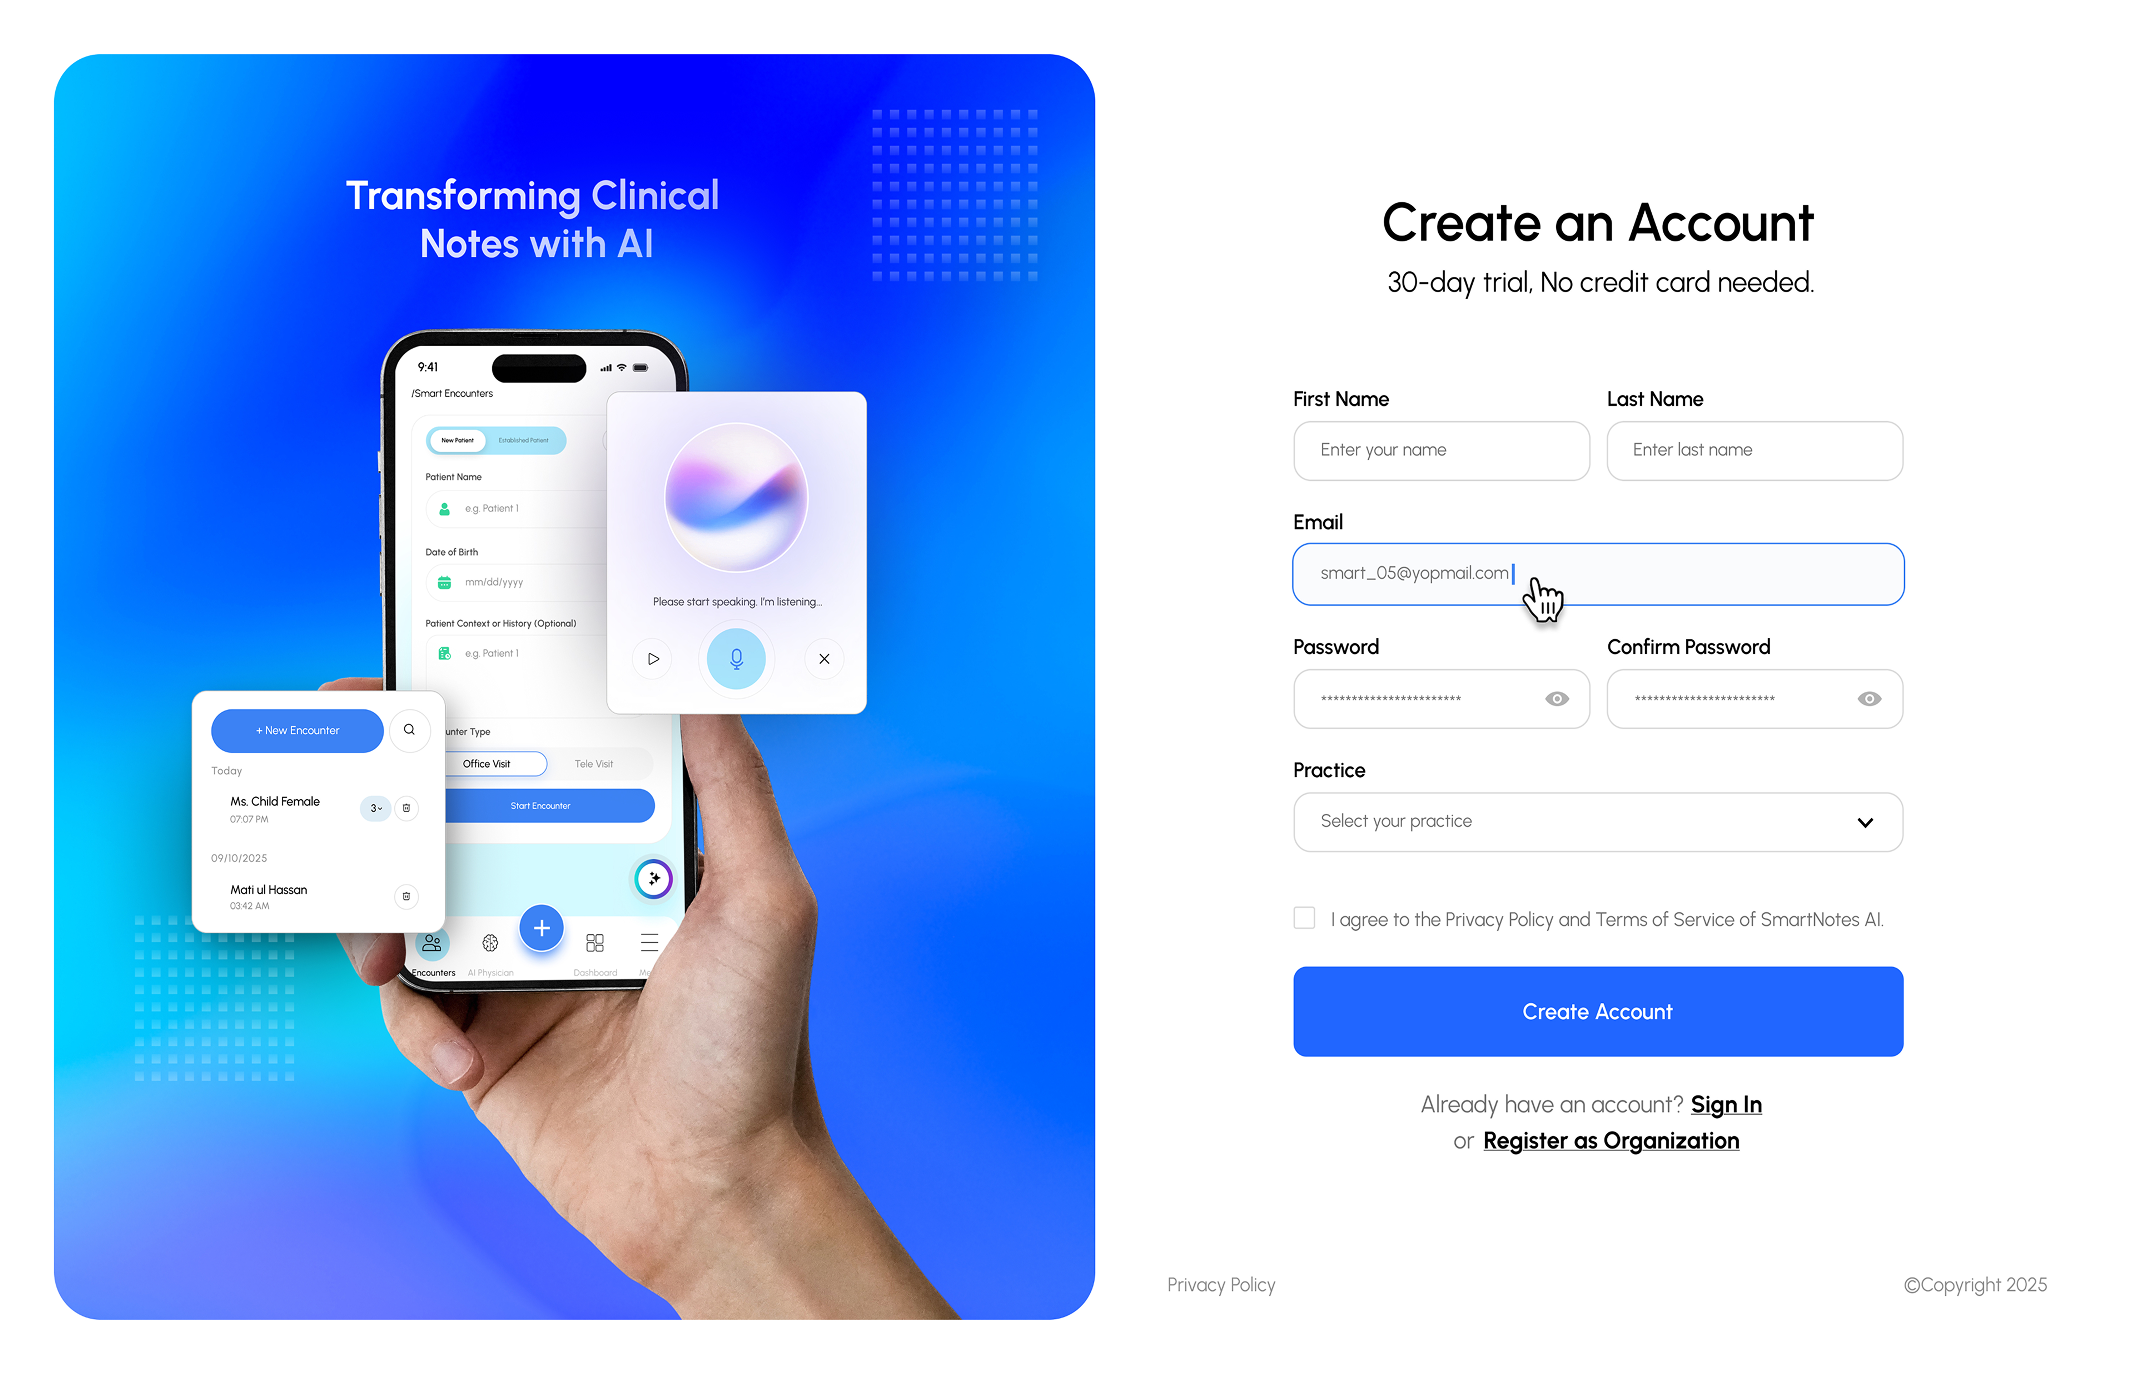 Transforming Clinical
Notes with AI
9:41
/Smart Encounters
New Patient
Established Patient
Patient Name
e.g. Patient 1
Date of Birth
mm/dd/yyyy
Patient Context or History (Optional)
e.g. Patient 1
unter Type
Office Visit
Tele Visit
Start Encounter
Encounters
AI Physician
Dashboard
Me
Please start speaking. I'm listening...
+ New Encounter
Today
Ms. Child Female
3
07:07 PM
09/10/2025
Mati ul Hassan
03:42 AM
Create an Account
30-day trial, No credit card needed.
First Name
Last Name
Enter your name
Enter last name
Email
smart_05@yopmail.com
Password
Confirm Password
***********************
***********************
Practice
Select your practice
I agree to the Privacy Policy and Terms of Service of SmartNotes AI.
Create Account
Already have an account? Sign In
or Register as Organization
Privacy Policy
©Copyright 2025